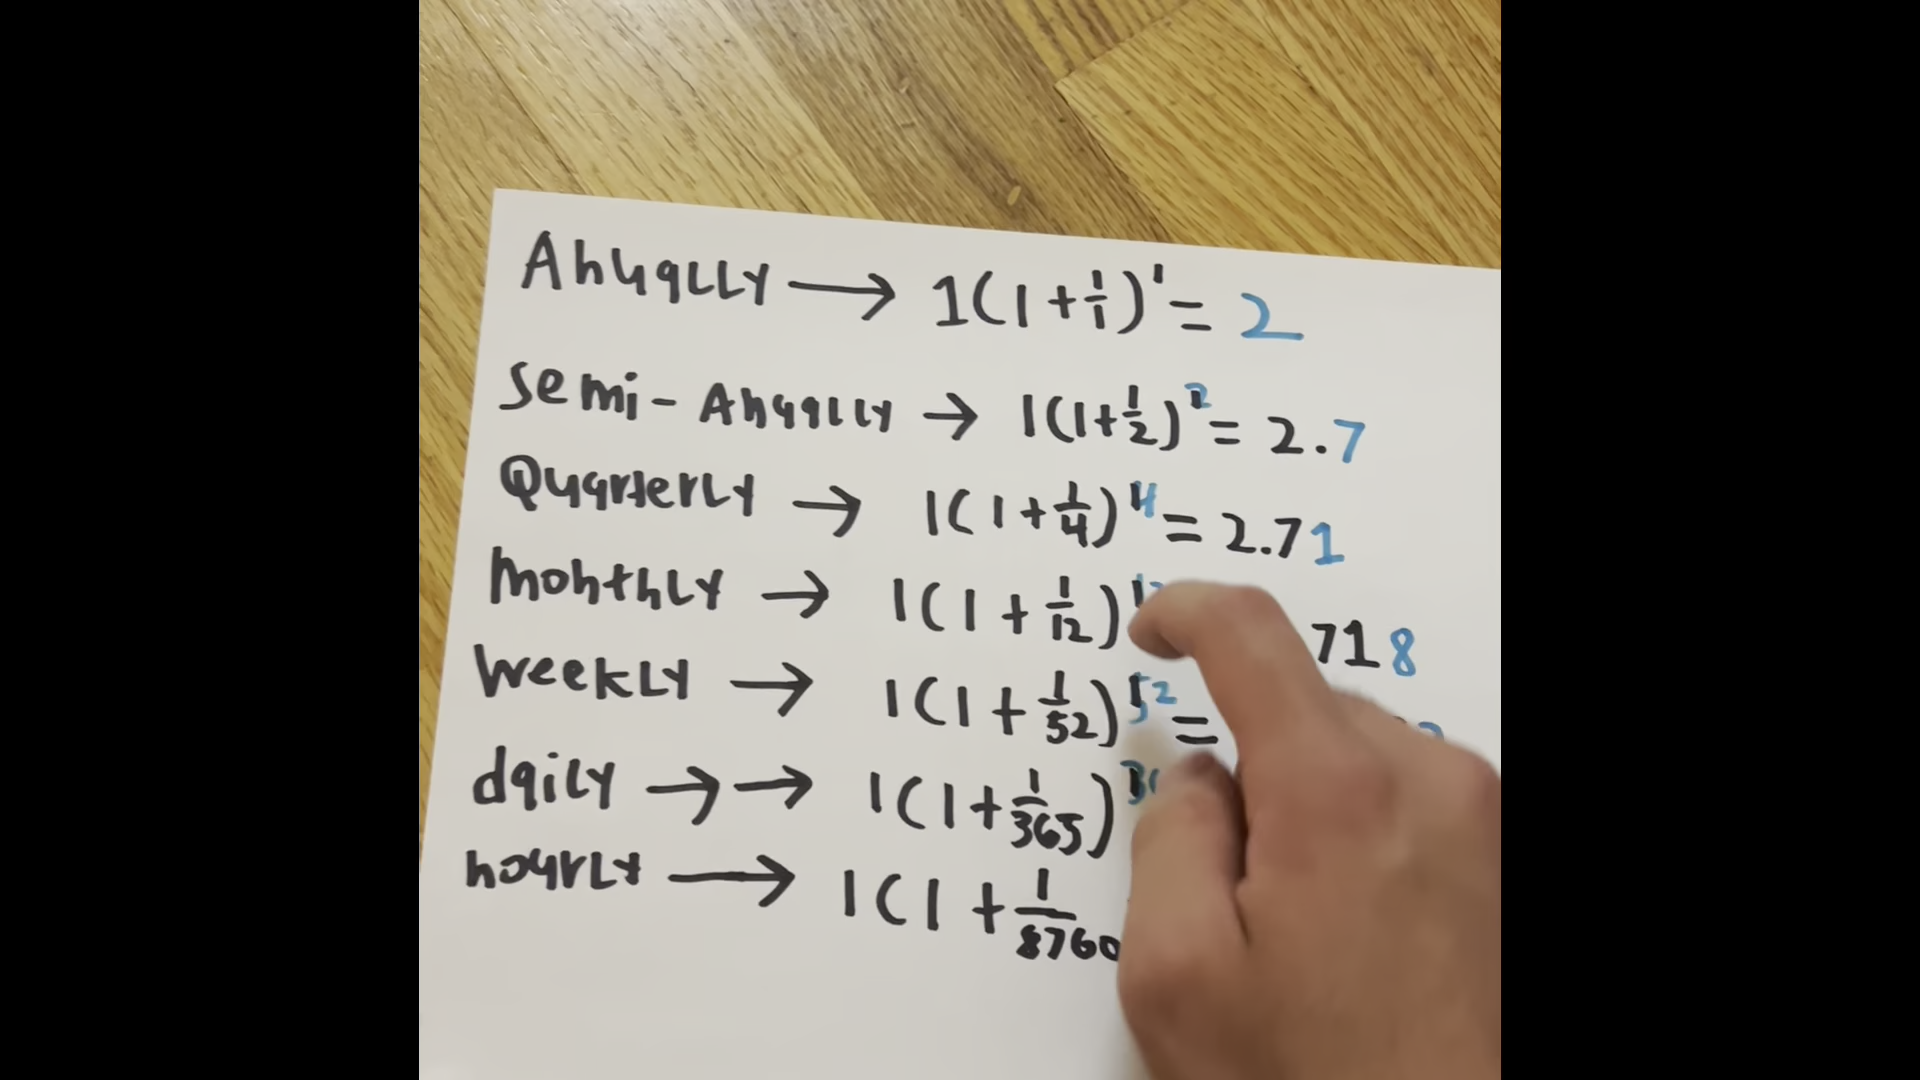 Annually → 1(1+1/1)^1 = 2
Semi-Annually → 1(1+1/2)^2 = 2.7
Quarterly → 1(1+1/4)^4 = 2.71
monthly → 1(1+1/12) 718
Weekly → 1(1+1/52)^52 =
daily → → 1(1+1/365)
hourly → 1(1+1/8760